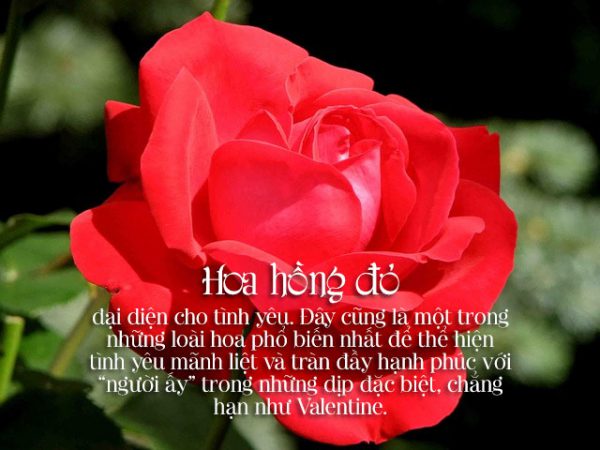 Hoa hồng đỏ
đại diện cho tình yêu. Đây cũng là một trong
những loài hoa phổ biến nhất để thể hiện
tình yêu mãnh liệt và tràn đầy hạnh phúc với
“người ấy” trong những dịp đặc biệt, chẳng
hạn như Valentine.